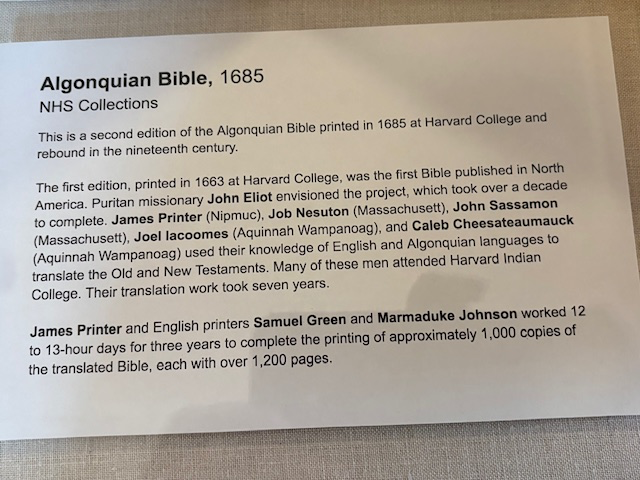 Algonquian Bible, 1685
NHS Collections
This is a second edition of the Algonquian Bible printed in 1685 at Harvard College and
rebound in the nineteenth century.
The first edition, printed in 1663 at Harvard College, was the first Bible published in North
America. Puritan missionary John Eliot envisioned the project, which took over a decade
to complete. James Printer (Nipmuc), Job Nesuton (Massachusett), John Sassamon
(Massachusett), Joel Iacoomes (Aquinnah Wampanoag), and Caleb Cheesateaumauck
(Aquinnah Wampanoag) used their knowledge of English and Algonquian languages to
translate the Old and New Testaments. Many of these men attended Harvard Indian
College. Their translation work took seven years.
James Printer and English printers Samuel Green and Marmaduke Johnson worked 12
to 13-hour days for three years to complete the printing of approximately 1,000 copies of
the translated Bible, each with over 1,200 pages.